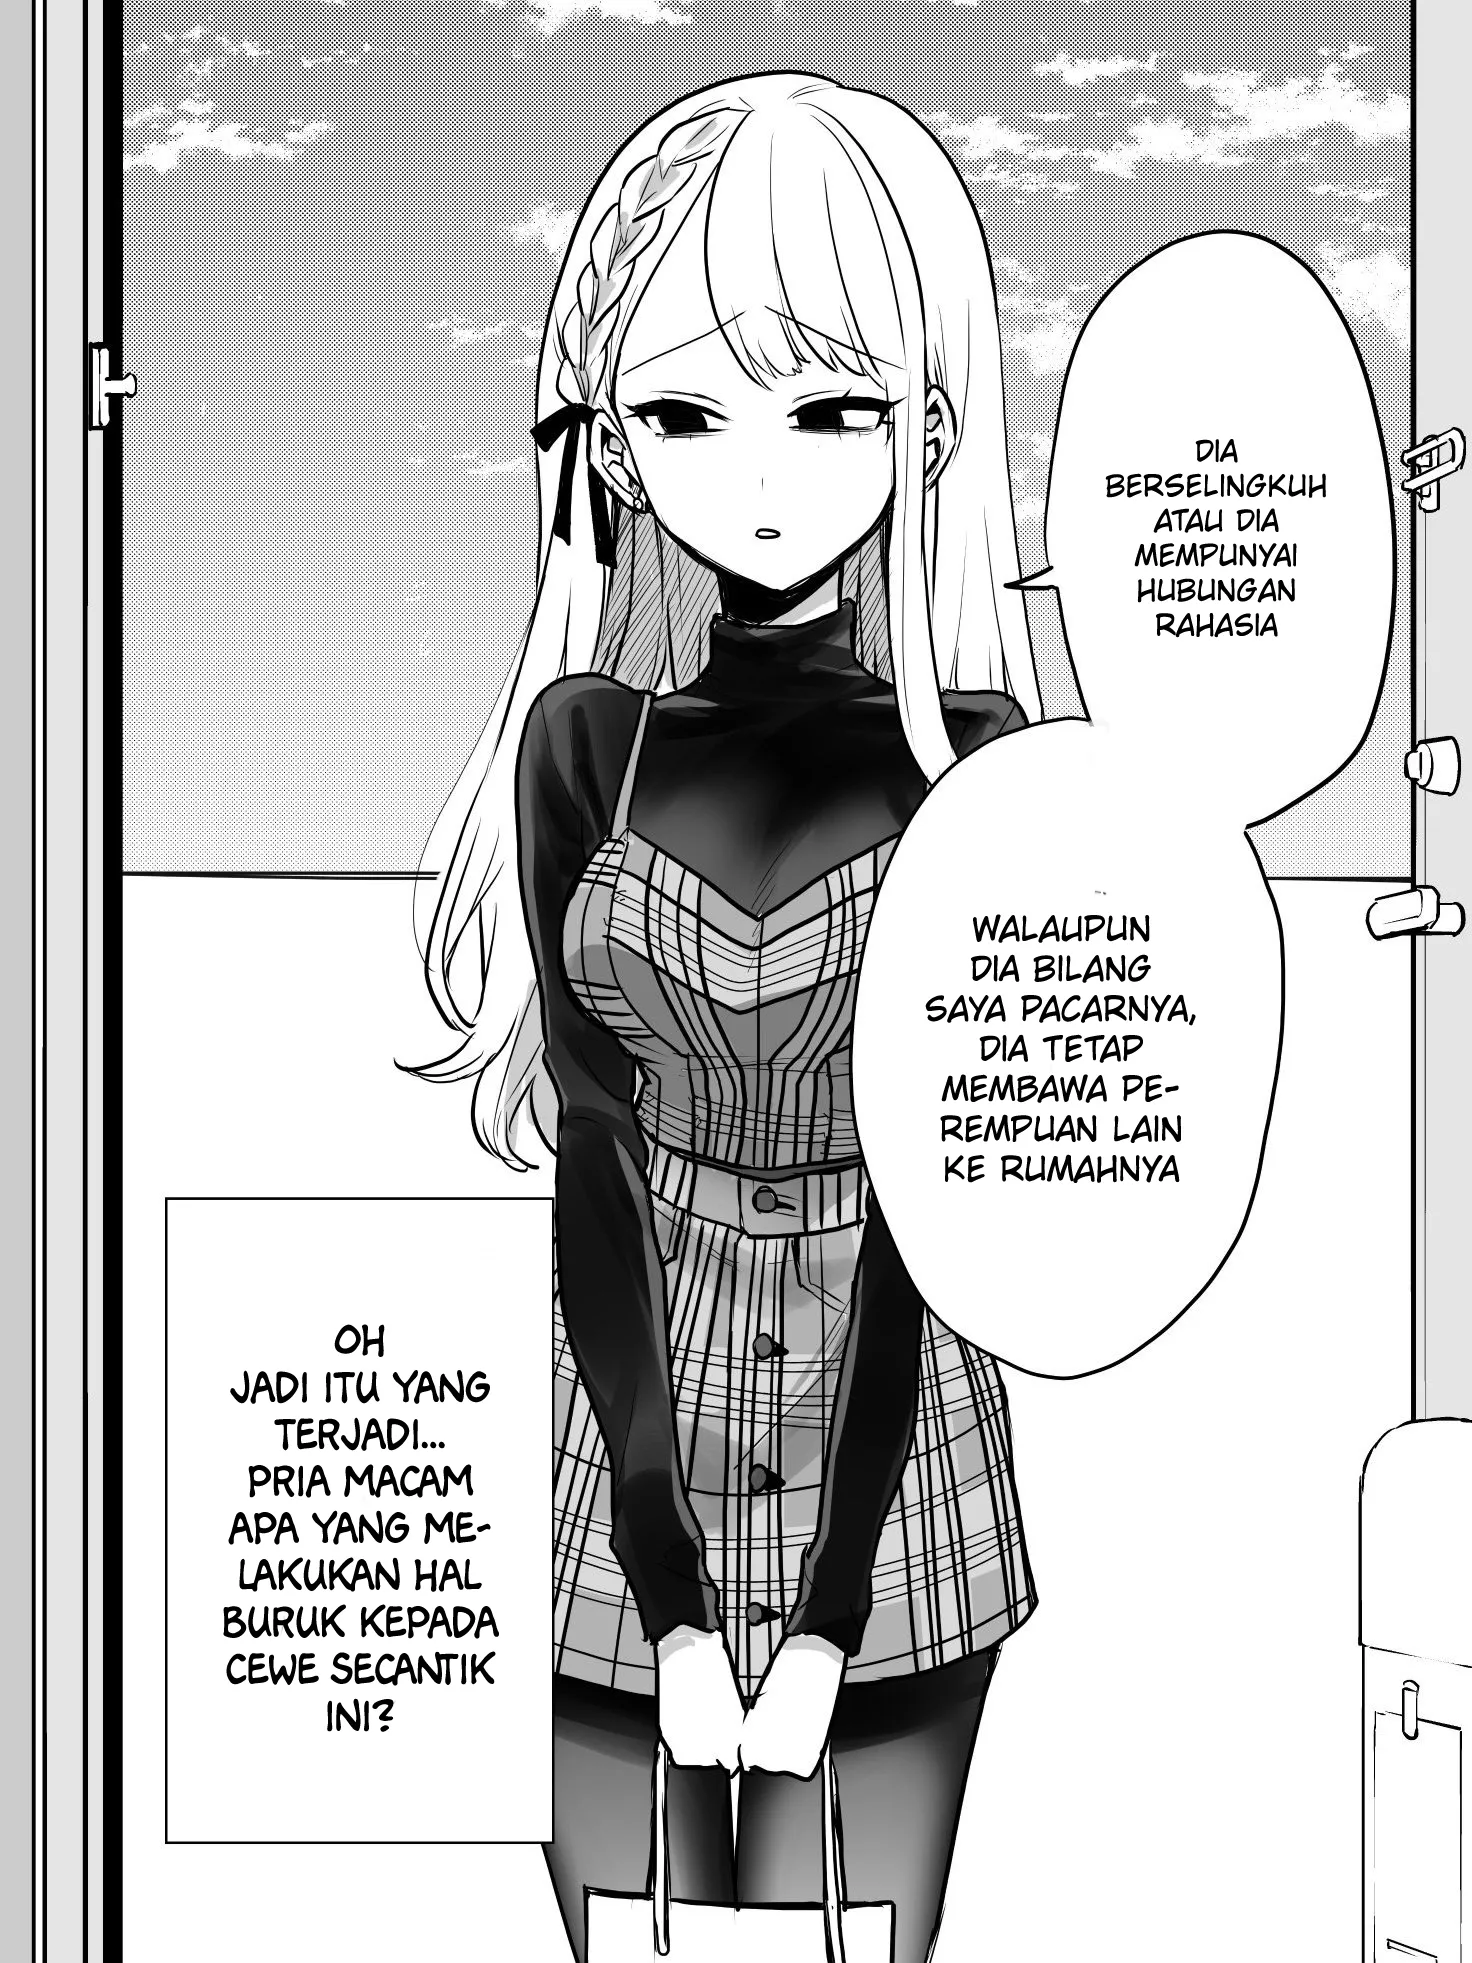 DIA
BERSELINGKUH
ATAU DIA
MEMPUNYAI
HUBUNGAN
RAHASIA
WALAUPUN
DIA BILANG
SAYA PACARNYA,
DIA TETAP
MEMBAWA PE-
REMPUAN LAIN
KE RUMAHNYA
OH
JADI ITU YANG
TERJADI...
PRIA MACAM
APA YANG ME-
LAKUKAN HAL
BURUK KEPADA
CEWE SECANTIK
INI?